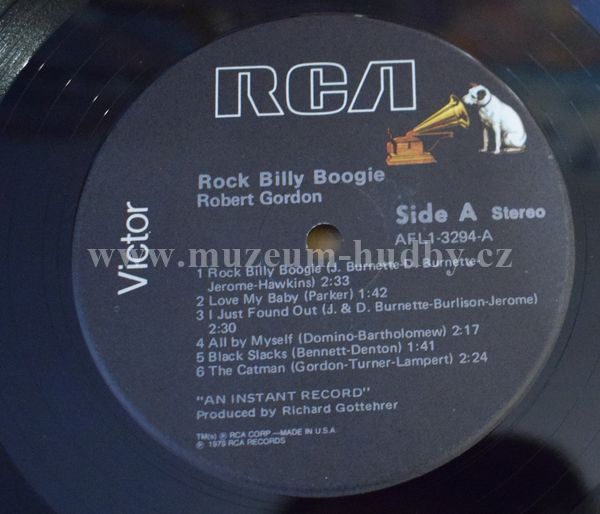 RCA
Rock Billy Boogie
Robert Gordon
Side A Stereo
AFL1-3294-A
Victor
www.muzeum-hudby.cz
1 Rock Billy Boogie (J. Burnette-D. Burnette-
Jerome-Hawkins) 2:33
2 Love My Baby (Parker) 1:42
3 I Just Found Out (J. & D. Burnette-Burlison-Jerome)
2:30
4 All by Myself (Domino-Bartholomew) 2:17
5 Black Slacks (Bennett-Denton) 1:41
6 The Catman (Gordon-Turner-Lampert) 2:24
"AN INSTANT RECORD"
Produced by Richard Gottehrer
TM(s) ® RCA CORP.—MADE IN U.S.A.
℗ 1979 RCA RECORDS